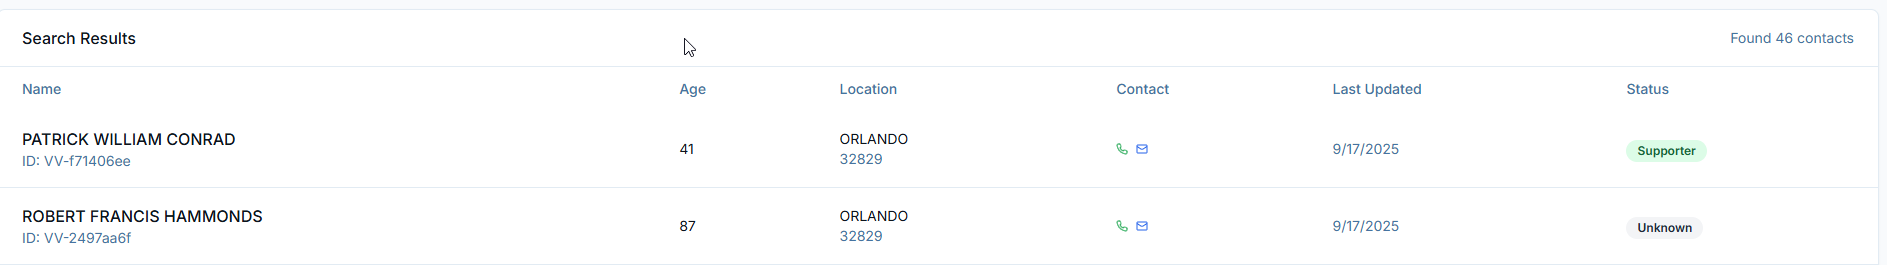 Search Results
Found 46 contacts
Name Age Location Contact Last Updated Status
PATRICK WILLIAM CONRAD
ID: VV-f71406ee
41
ORLANDO
32829
9/17/2025
Supporter
ROBERT FRANCIS HAMMONDS
ID: VV-2497aa6f
87
ORLANDO
32829
9/17/2025
Unknown